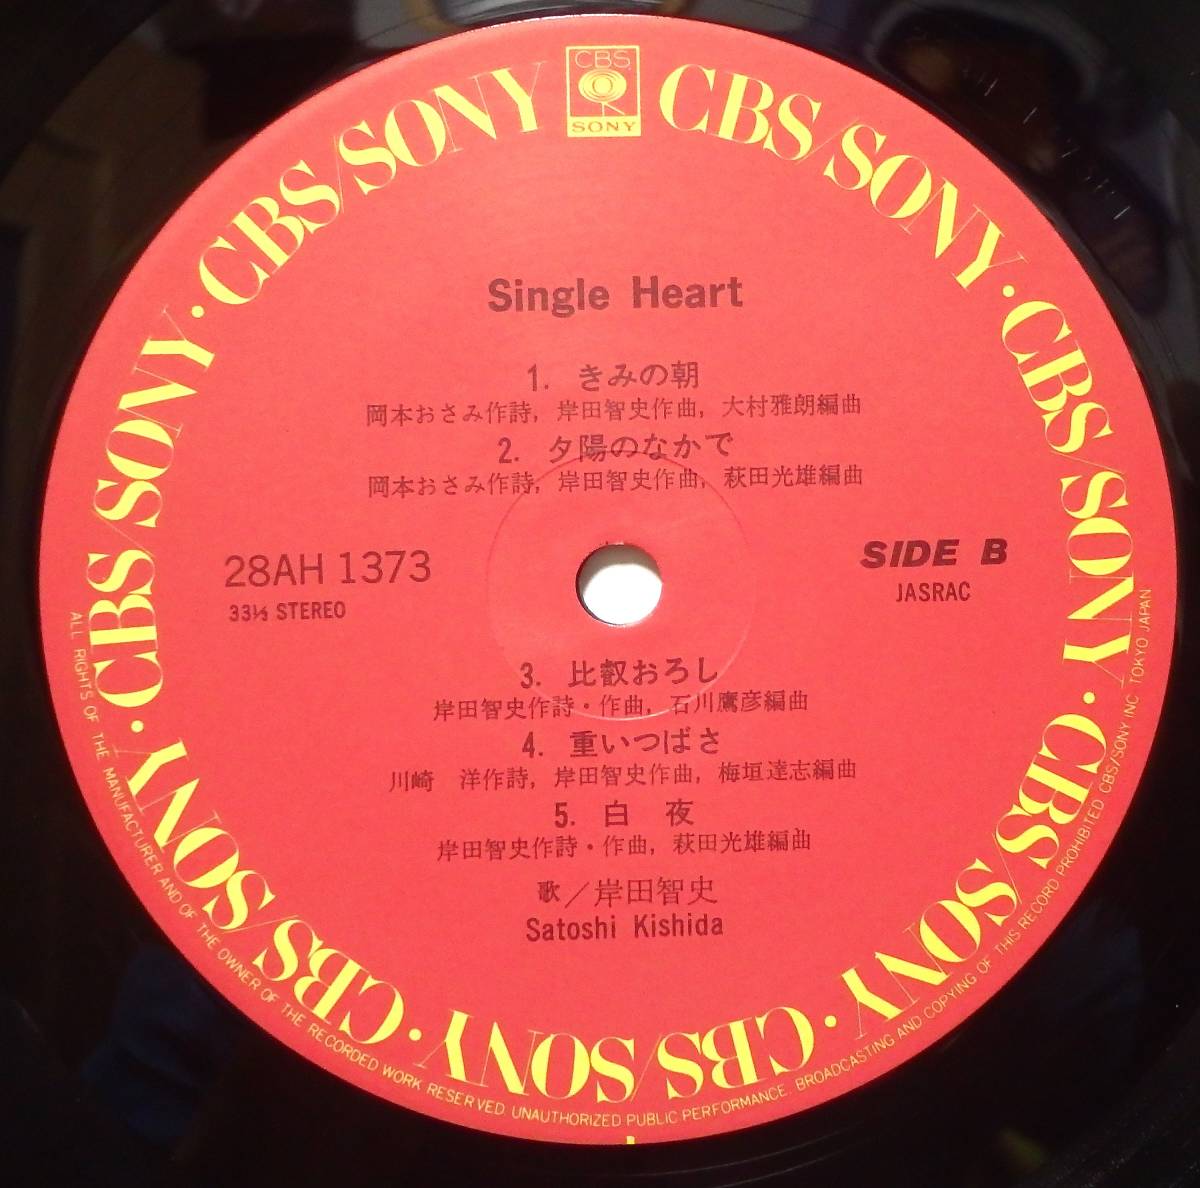 CBS
SONY
CBS/SONY · CBS/SONY · CBS/SONY · CBS/SONY · CBS/SONY · CBS/SONY · CBS/SONY
Single Heart
1. きみの朝
岡本おさみ作詩, 岸田智史作曲, 大村雅朗編曲
2. 夕陽のなかで
岡本おさみ作詩, 岸田智史作曲, 萩田光雄編曲
28AH 1373
33⅓ STEREO
SIDE B
JASRAC
3. 比叡おろし
岸田智史作詩・作曲, 石川鷹彦編曲
4. 重いつばさ
川崎 洋作詩, 岸田智史作曲, 梅垣達志編曲
5. 白 夜
岸田智史作詩・作曲, 萩田光雄編曲
歌/岸田智史
Satoshi Kishida
ALL RIGHTS OF THE MANUFACTURER AND OF THE OWNER OF THE RECORDED WORK RESERVED. UNAUTHORIZED PUBLIC PERFORMANCE. BROADCASTING AND COPYING OF THIS RECORD PROHIBITED CBS/SONY INC TOKYO JAPAN